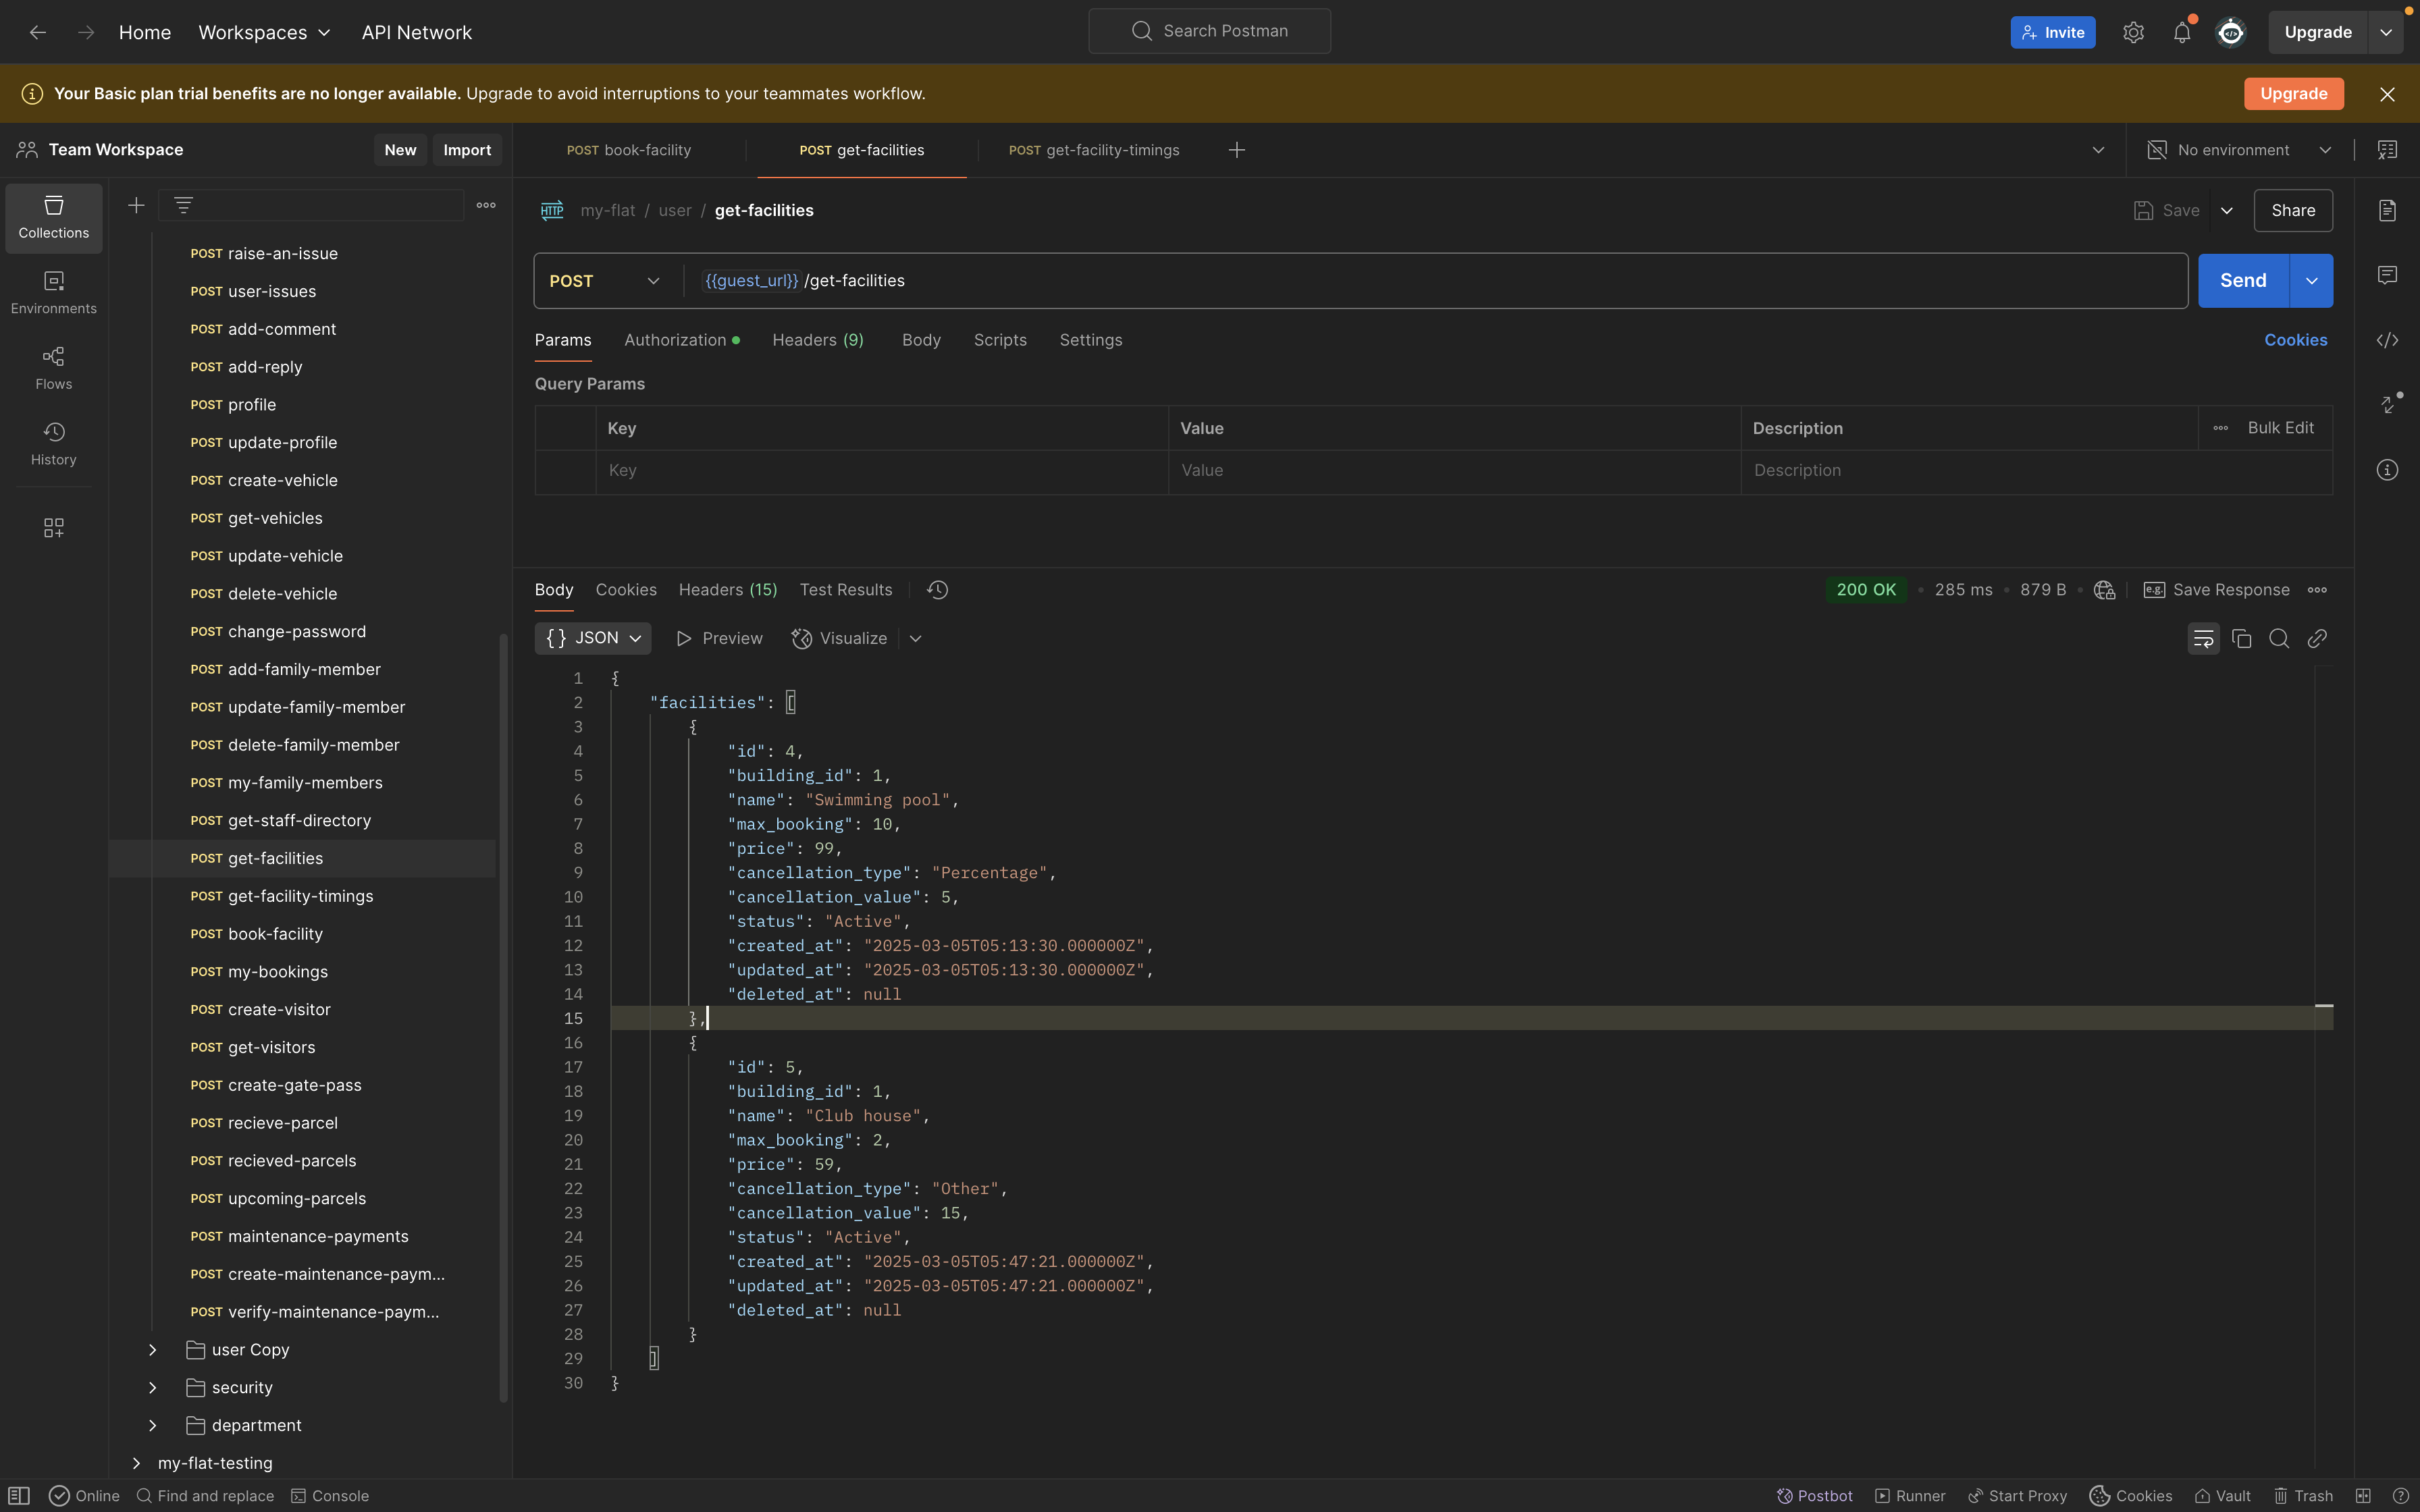 Home Workspaces API Network Search Postman Invite Upgrade
Your Basic plan trial benefits are no longer available. Upgrade to avoid interruptions to your teammates workflow. Upgrade
Team Workspace New Import
POST book-facility POST get-facilities POST get-facility-timings No environment
Collections
Environments
Flows
History
POST raise-an-issue
POST user-issues
POST add-comment
POST add-reply
POST profile
POST update-profile
POST create-vehicle
POST get-vehicles
POST update-vehicle
POST delete-vehicle
POST change-password
POST add-family-member
POST update-family-member
POST delete-family-member
POST my-family-members
POST get-staff-directory
POST get-facilities
POST get-facility-timings
POST book-facility
POST my-bookings
POST create-visitor
POST get-visitors
POST create-gate-pass
POST recieve-parcel
POST recieved-parcels
POST upcoming-parcels
POST maintenance-payments
POST create-maintenance-paym...
POST verify-maintenance-paym...
user Copy
security
department
my-flat-testing
HTTP my-flat / user / get-facilities Save Share
POST {{guest_url}} /get-facilities Send
Params Authorization Headers (9) Body Scripts Settings Cookies
Query Params
Key Value Description Bulk Edit
Key Value Description
Body Cookies Headers (15) Test Results 200 OK 285 ms 879 B e.g. Save Response
{} JSON Preview Visualize
1 {
2 "facilities": [
3 {
4 "id": 4,
5 "building_id": 1,
6 "name": "Swimming pool",
7 "max_booking": 10,
8 "price": 99,
9 "cancellation_type": "Percentage",
10 "cancellation_value": 5,
11 "status": "Active",
12 "created_at": "2025-03-05T05:13:30.000000Z",
13 "updated_at": "2025-03-05T05:13:30.000000Z",
14 "deleted_at": null
15 },
16 {
17 "id": 5,
18 "building_id": 1,
19 "name": "Club house",
20 "max_booking": 2,
21 "price": 59,
22 "cancellation_type": "Other",
23 "cancellation_value": 15,
24 "status": "Active",
25 "created_at": "2025-03-05T05:47:21.000000Z",
26 "updated_at": "2025-03-05T05:47:21.000000Z",
27 "deleted_at": null
28 }
29 ]
30 }
Online Find and replace Console Postbot Runner Start Proxy Cookies Vault Trash